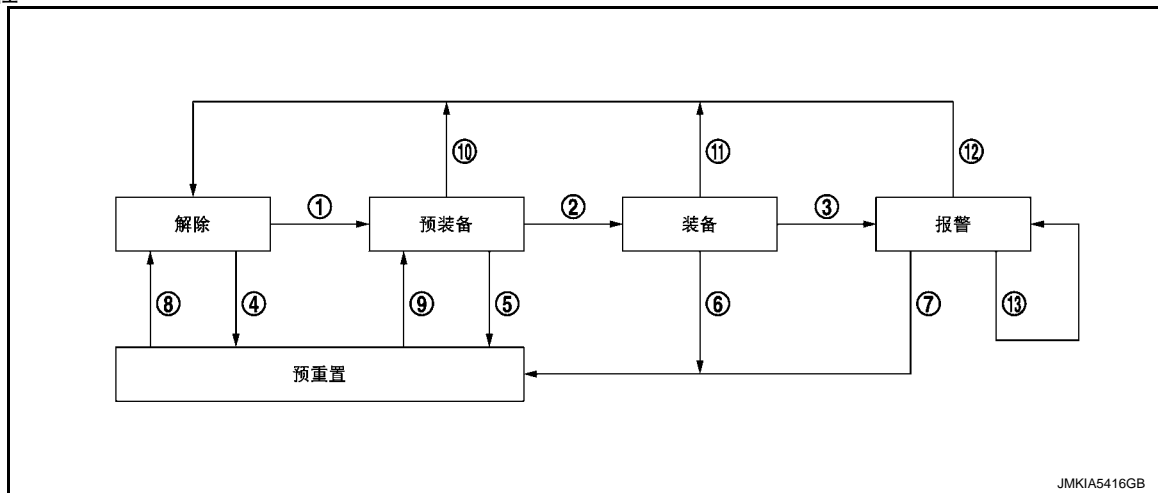 ⑩ ⑪ ⑫
解除 ① 预装备 ② 装备 ③ 报警
⑧ ④ ⑨ ⑤ ⑥ ⑦ ⑬
预重置
JMKIA5416GB